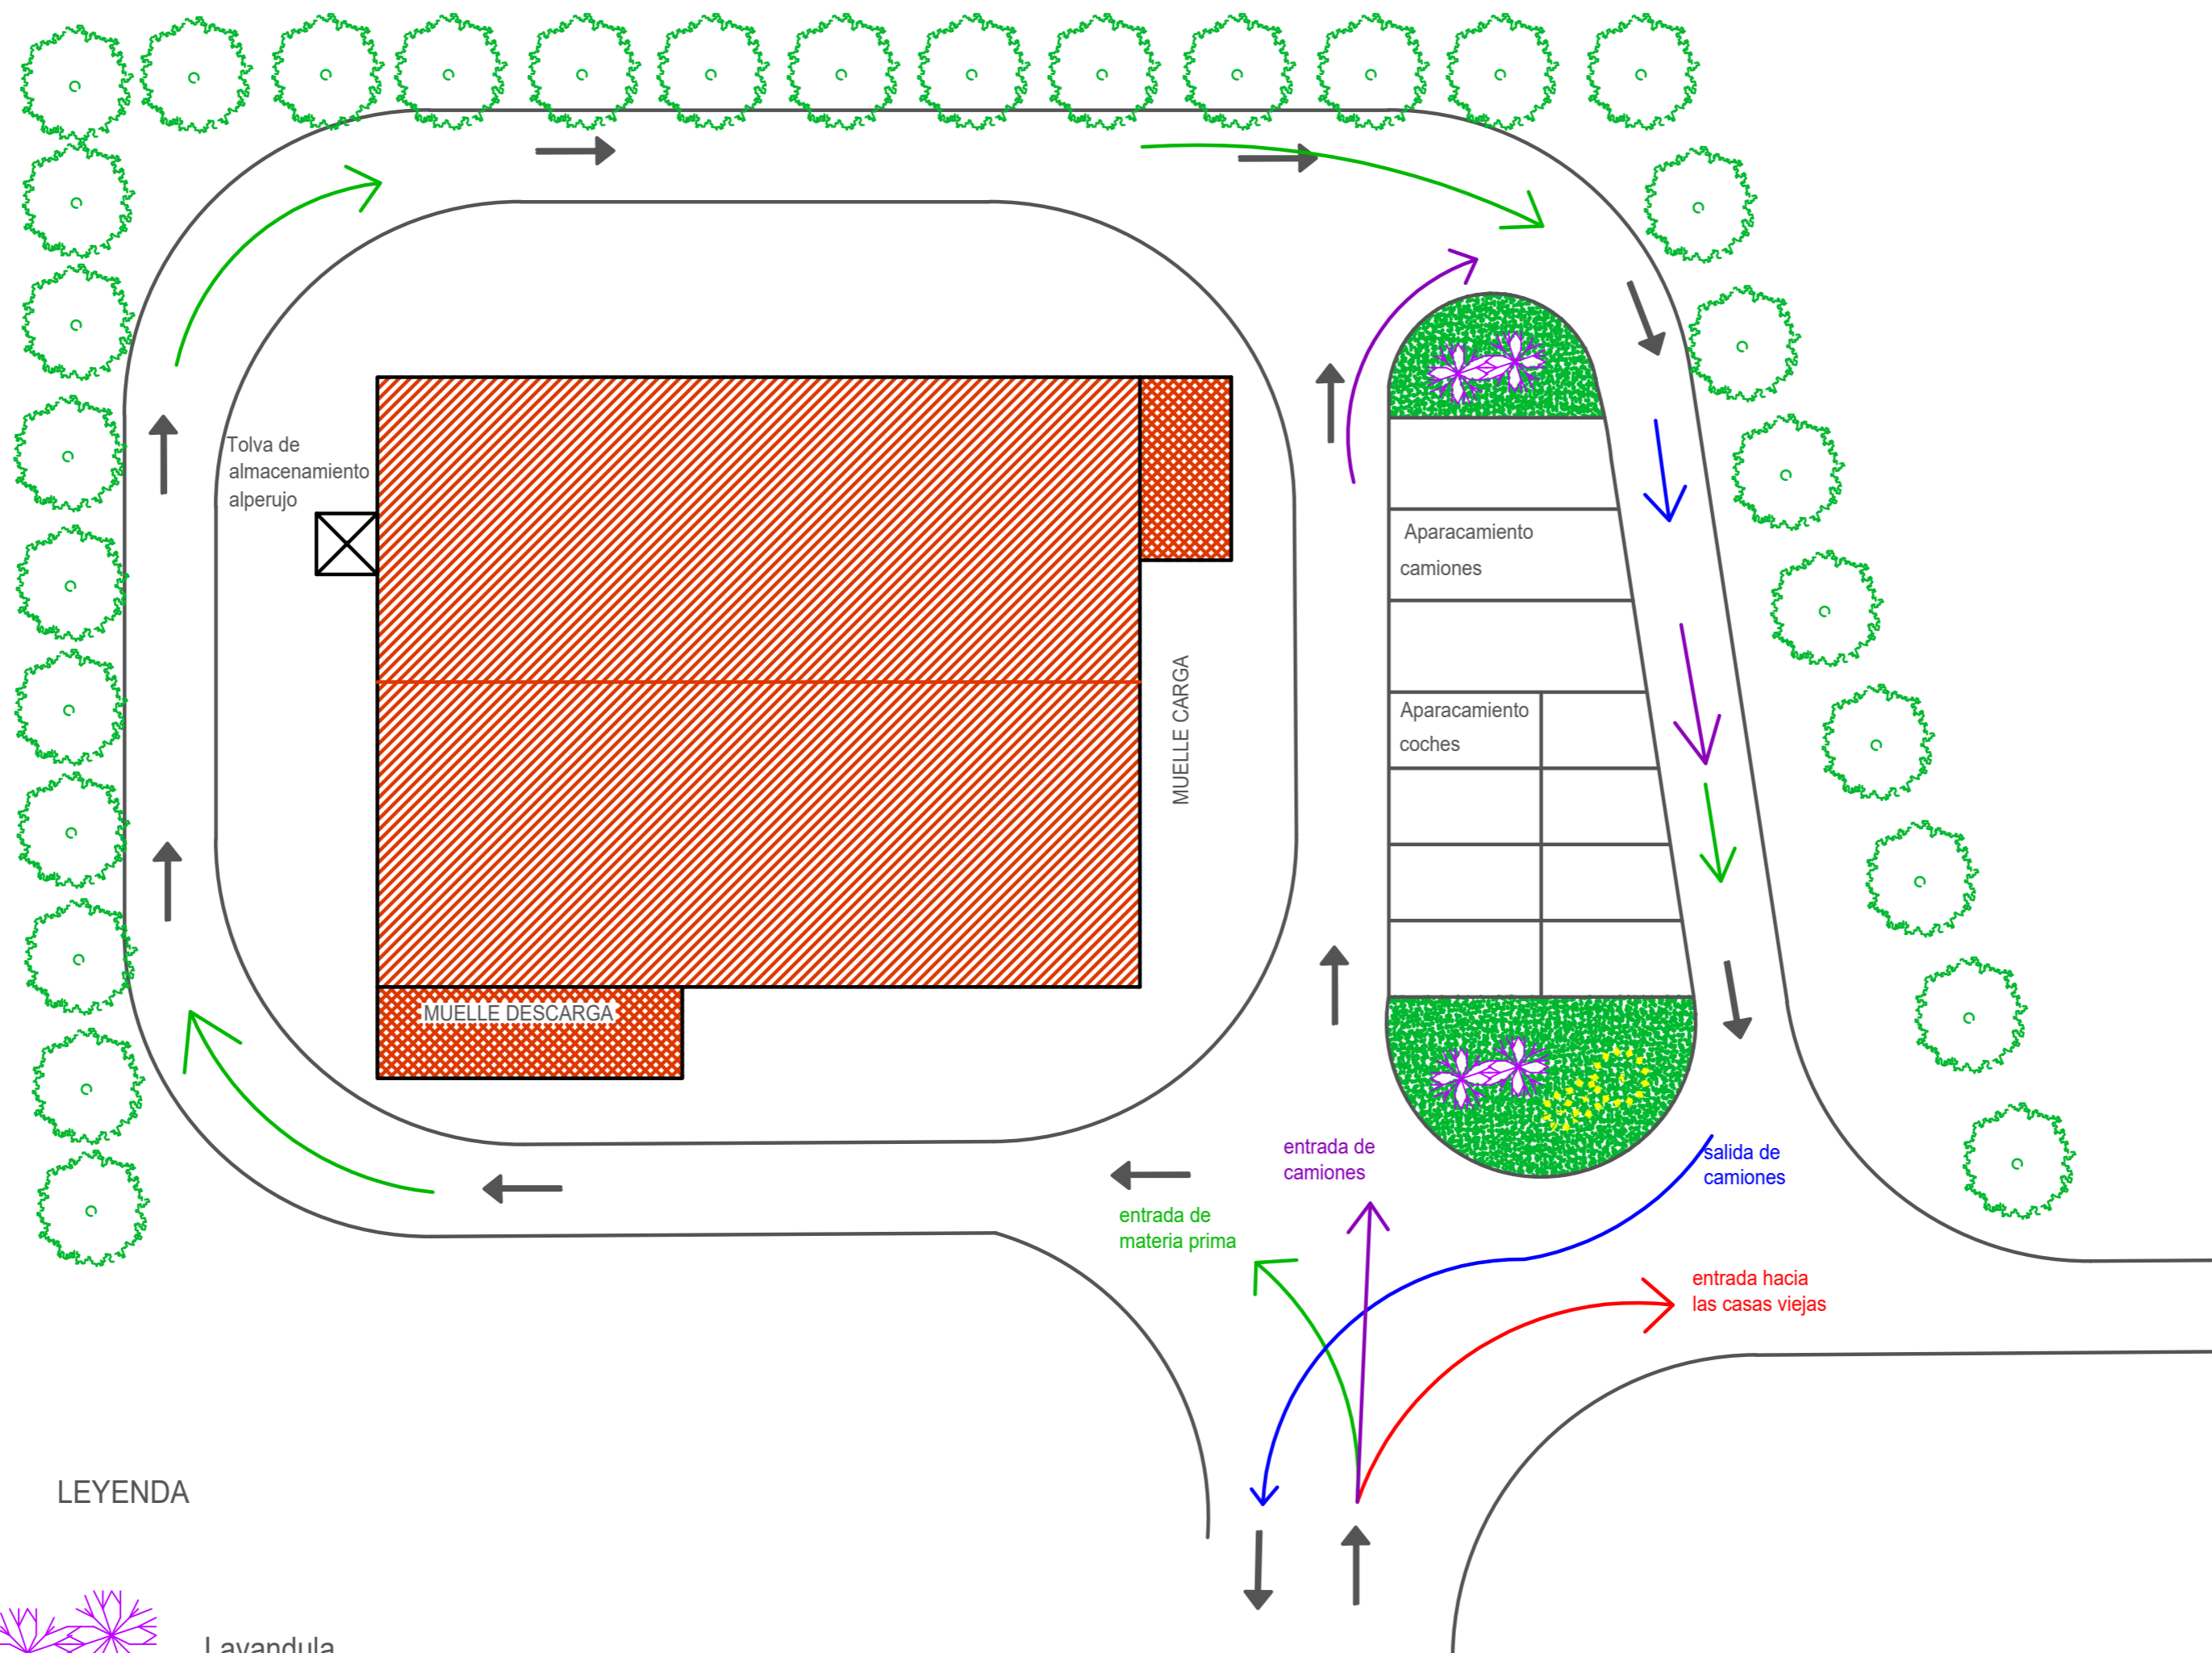 Tolva de
almacenamiento
alperujo
Aparacamiento
camiones
MUELLE CARGA
Aparacamiento
coches
MUELLE DESCARGA
entrada de
camiones
salida de
camiones
entrada de
materia prima
entrada hacia
las casas viejas
LEYENDA
Lavandula